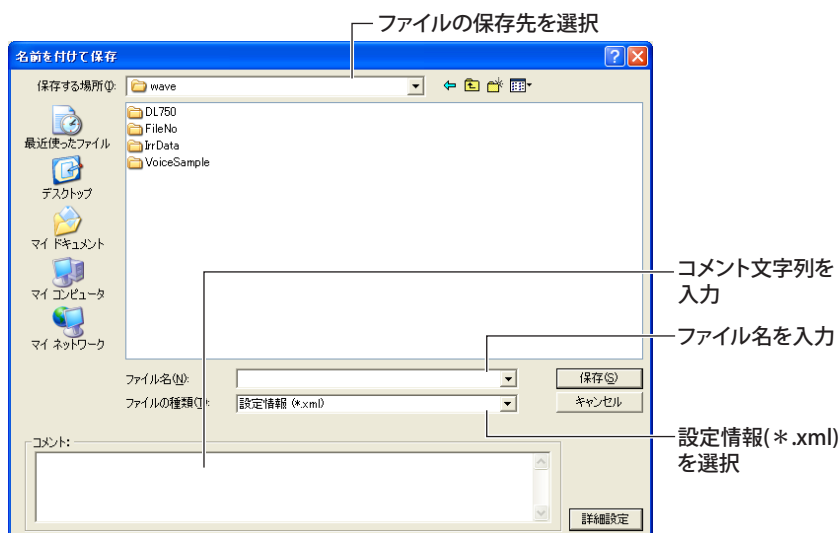 ファイルの保存先を選択
名前を付けて保存
保存する場所(I):
wave
DL750
FileNo
IrrData
VoiceSample
最近使ったファイル
デスクトップ
マイ ドキュメント
マイ コンピュータ
マイ ネットワーク
コメント文字列を
入力
ファイル名を入力
ファイル名(N):
保存(S)
ファイルの種類(T):
設定情報 (*.xml)
キャンセル
設定情報(＊.xml)
を選択
コメント:
詳細設定